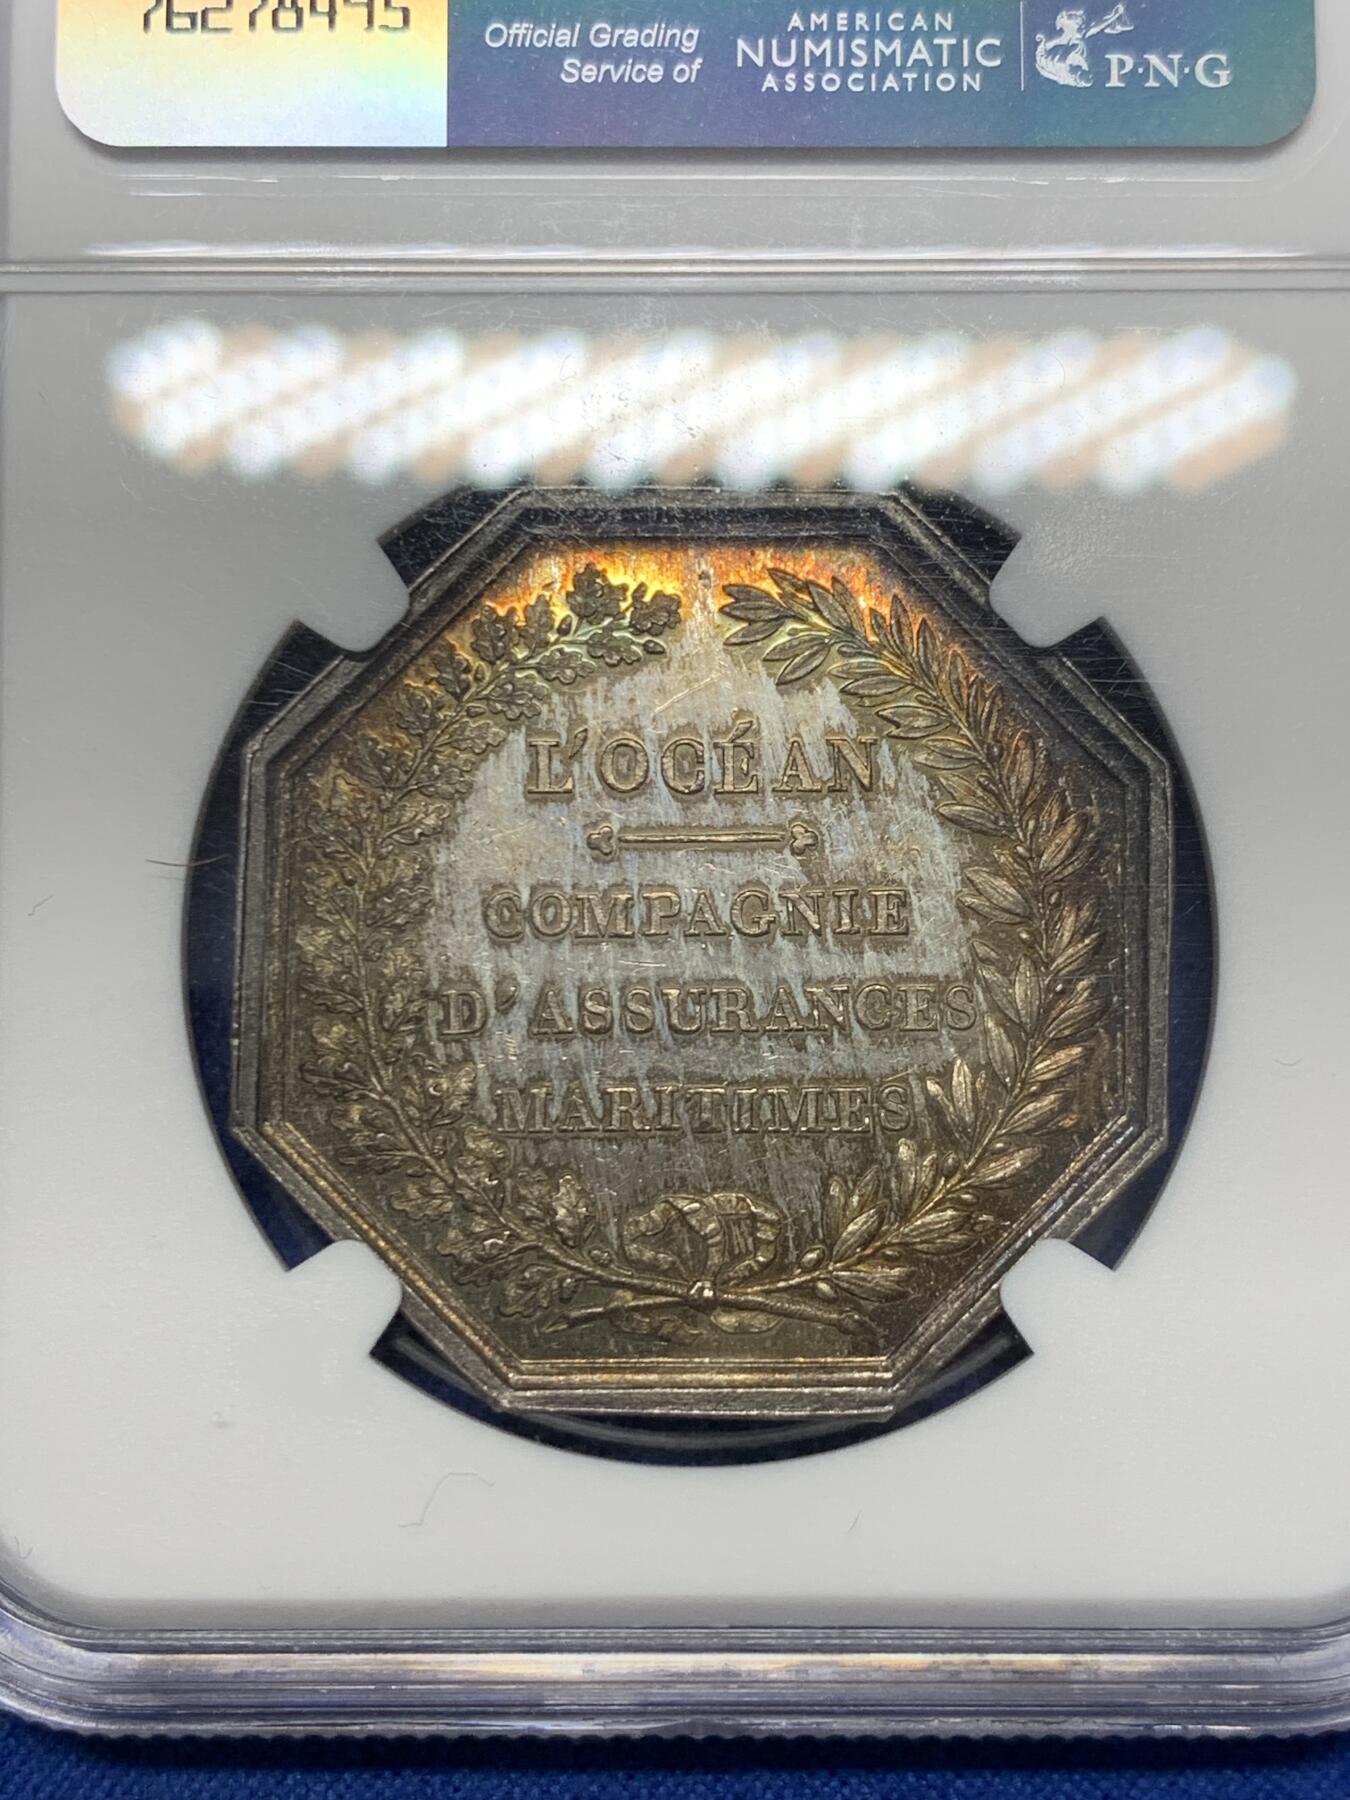 Official Grading
Service of
AMERICAN
NUMISMATIC
ASSOCIATION
P·N·G
L'OCÉAN
COMPAGNIE
D'ASSURANCES
MARITIMES